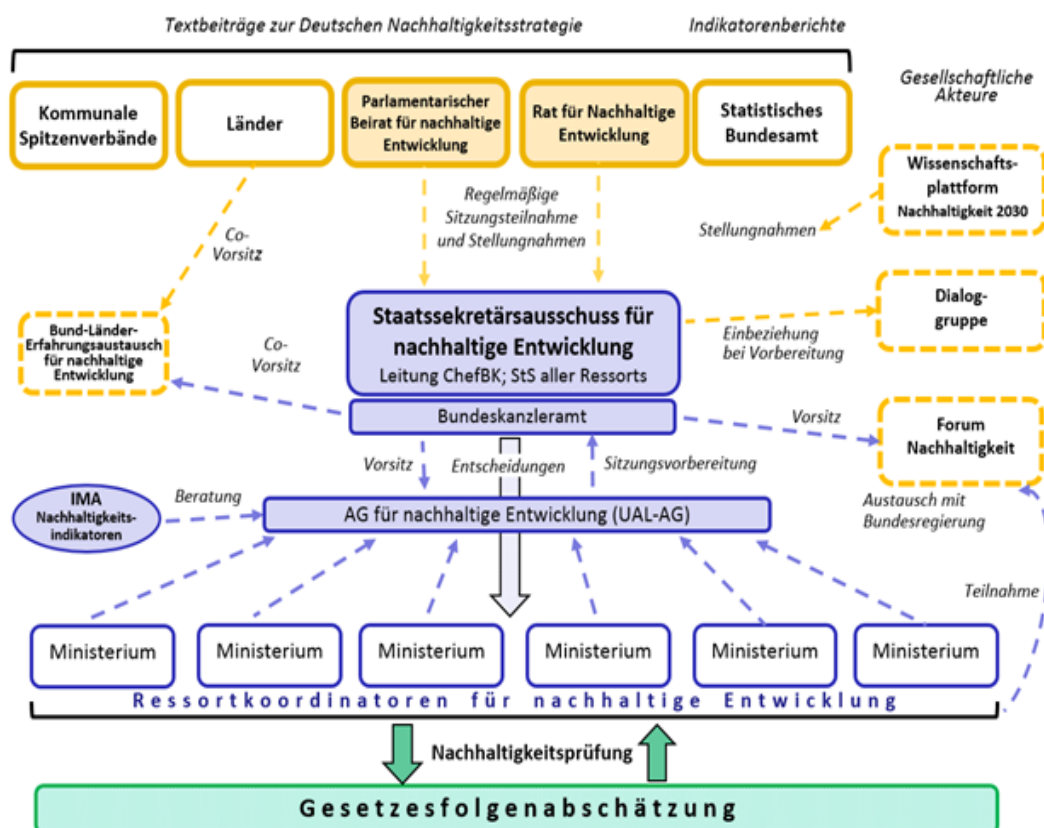 Textbeiträge zur Deutschen Nachhaltigkeitsstrategie
Indikatorenberichte
Gesellschaftliche
Akteure
Kommunale
Spitzenverbände
Länder
Parlamentarischer
Beirat für nachhaltige
Entwicklung
Rat für Nachhaltige
Entwicklung
Statistisches
Bundesamt
Wissenschafts-
plattform
Nachhaltigkeit 2030
Regelmäßige
Sitzungsteilnahme
und Stellungnahmen
Stellungnahmen
Co-
Vorsitz
Staatssekretärsausschuss für
nachhaltige Entwicklung
Leitung ChefBK; StS aller Ressorts
Dialog-
gruppe
Einbeziehung
bei Vorbereitung
Bund-Länder-
Erfahrungsaustausch
für nachhaltige
Entwicklung
Co-
Vorsitz
Bundeskanzleramt
Vorsitz
Forum
Nachhaltigkeit
Vorsitz
Entscheidungen
Sitzungsvorbereitung
IMA
Nachhaltigkeits-
indikatoren
Beratung
AG für nachhaltige Entwicklung (UAL-AG)
Austausch mit
Bundesregierung
Teilnahme
Ministerium
Ministerium
Ministerium
Ministerium
Ministerium
Ministerium
Ressortkoordinatoren für nachhaltige Entwicklung
Nachhaltigkeitsprüfung
Gesetzesfolgenabschätzung